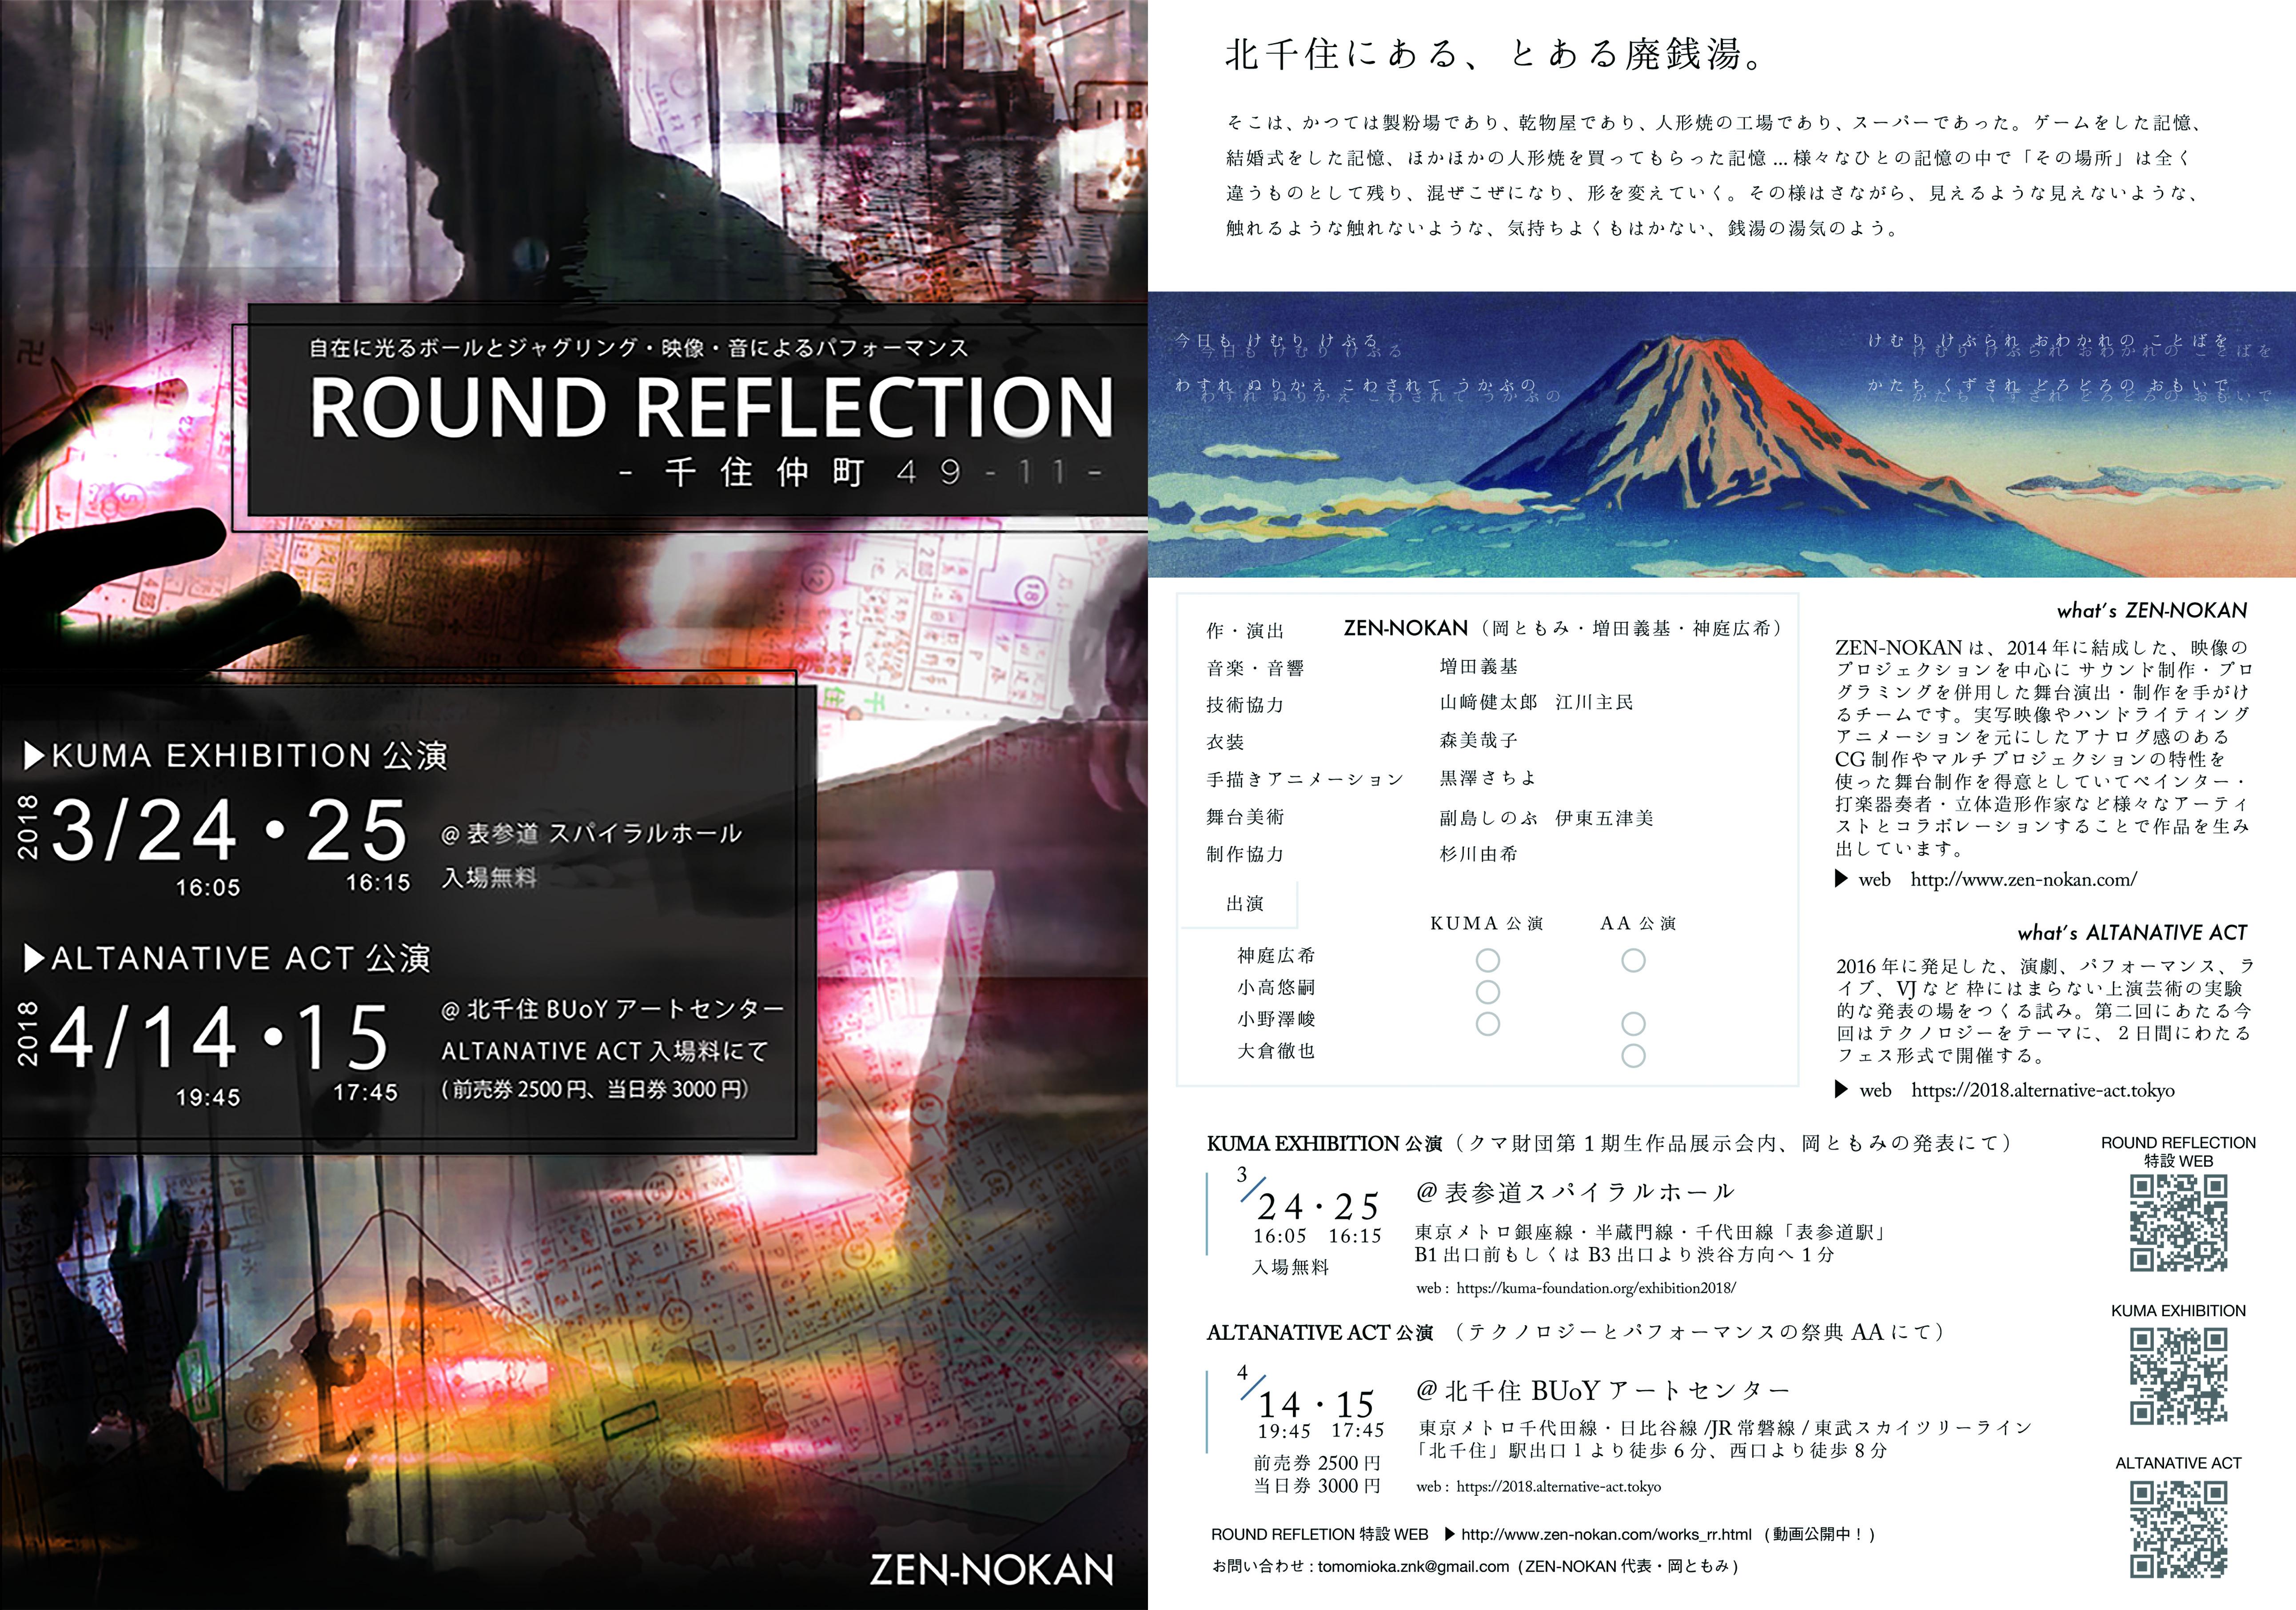 自在に光るボールとジャグリング・映像・音によるパフォーマンス
ROUND REFLECTION
- 千住仲町 49-11-
▶KUMA EXHIBITION 公演
2018
3/24・25
16:05 16:15
@ 表参道 スパイラルホール
入場無料
▶ALTANATIVE ACT 公演
2018
4/14・15
19:45 17:45
@ 北千住 BUoY アートセンター
ALTANATIVE ACT 入場料にて
(前売券 2500 円、当日券 3000 円)
ZEN-NOKAN
北千住にある、とある廃銭湯。
そこは、かつては製粉場であり、乾物屋であり、人形焼の工場であり、スーパーであった。ゲームをした記憶、
結婚式をした記憶、ほかほかの人形焼を買ってもらった記憶 ... 様々なひとの記憶の中で「その場所」は全く
違うものとして残り、混ぜこぜになり、形を変えていく。その様はさながら、見えるような見えないような、
触れるような触れないような、気持ちよくもはかない、銭湯の湯気のよう。
今日も けむり けぶる
わすれ ぬりかえ こわされて うかぶの
けむり けぶられ おわかれの ことばを
かたち くずされ どろどろの おもいで
作・演出 ZEN-NOKAN（岡ともみ・増田義基・神庭広希）
音楽・音響 増田義基
技術協力 山﨑健太郎 江川主民
衣装 森美哉子
手描きアニメーション 黒澤さちよ
舞台美術 副島しのぶ 伊東五津美
制作協力 杉川由希
出演
KUMA 公演 AA 公演
神庭広希 ○ ○
小高悠嗣 ○
小野澤峻 ○ ○
大倉徹也 ○
what's ZEN-NOKAN
ZEN-NOKAN は、2014 年に結成した、映像の
プロジェクションを中心に サウンド制作・プロ
グラミングを併用した舞台演出・制作を手がけ
るチームです。実写映像やハンドライティング
アニメーションを元にしたアナログ感のある
CG 制作やマルチプロジェクションの特性を
使った舞台制作を得意としていてペインター・
打楽器奏者・立体造形作家など様々なアーティ
ストとコラボレーションすることで作品を生み
出しています。
▶ web http://www.zen-nokan.com/
what's ALTANATIVE ACT
2016 年に発足した、演劇、パフォーマンス、ラ
イブ、VJ など 枠にはまらない上演芸術の実験
的な発表の場をつくる試み。第二回にあたる今
回はテクノロジーをテーマに、2 日間にわたる
フェス形式で開催する。
▶ web https://2018.alternative-act.tokyo
KUMA EXHIBITION 公演（クマ財団第 1 期生作品展示会内、岡ともみの発表にて）
3/24・25
16:05 16:15
入場無料
@ 表参道スパイラルホール
東京メトロ銀座線・半蔵門線・千代田線「表参道駅」
B1 出口前もしくは B3 出口より渋谷方向へ 1 分
web : https://kuma-foundation.org/exhibition2018/
ALTANATIVE ACT 公演 （テクノロジーとパフォーマンスの祭典 AA にて）
4/14・15
19:45 17:45
前売券 2500 円
当日券 3000 円
@ 北千住 BUoY アートセンター
東京メトロ千代田線・日比谷線 /JR 常磐線 / 東武スカイツリーライン
「北千住」駅出口 1 より徒歩 6 分、西口より徒歩 8 分
web : https://2018.alternative-act.tokyo
ROUND REFLETION 特設 WEB ▶ http://www.zen-nokan.com/works_rr.html （動画公開中！）
お問い合わせ : tomomioka.znk@gmail.com（ZEN-NOKAN 代表・岡ともみ）
ROUND REFLECTION
特設 WEB
KUMA EXHIBITION
ALTANATIVE ACT